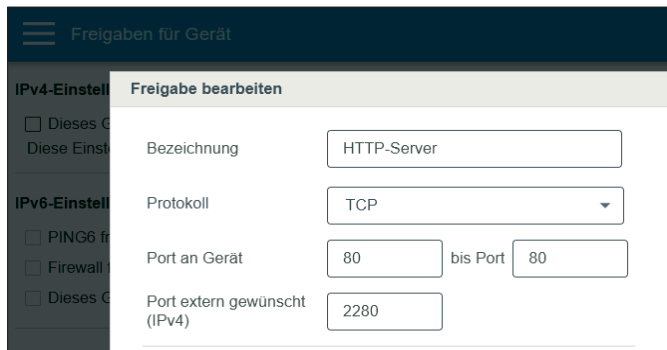 Freigaben für Gerät
IPv4-Einstell
Dieses G
Diese Einst
IPv6-Einstell
PING6 fr
Firewall f
Dieses G
Freigabe bearbeiten
Bezeichnung HTTP-Server
Protokoll TCP
Port an Gerät 80 bis Port 80
Port extern gewünscht
(IPv4) 2280